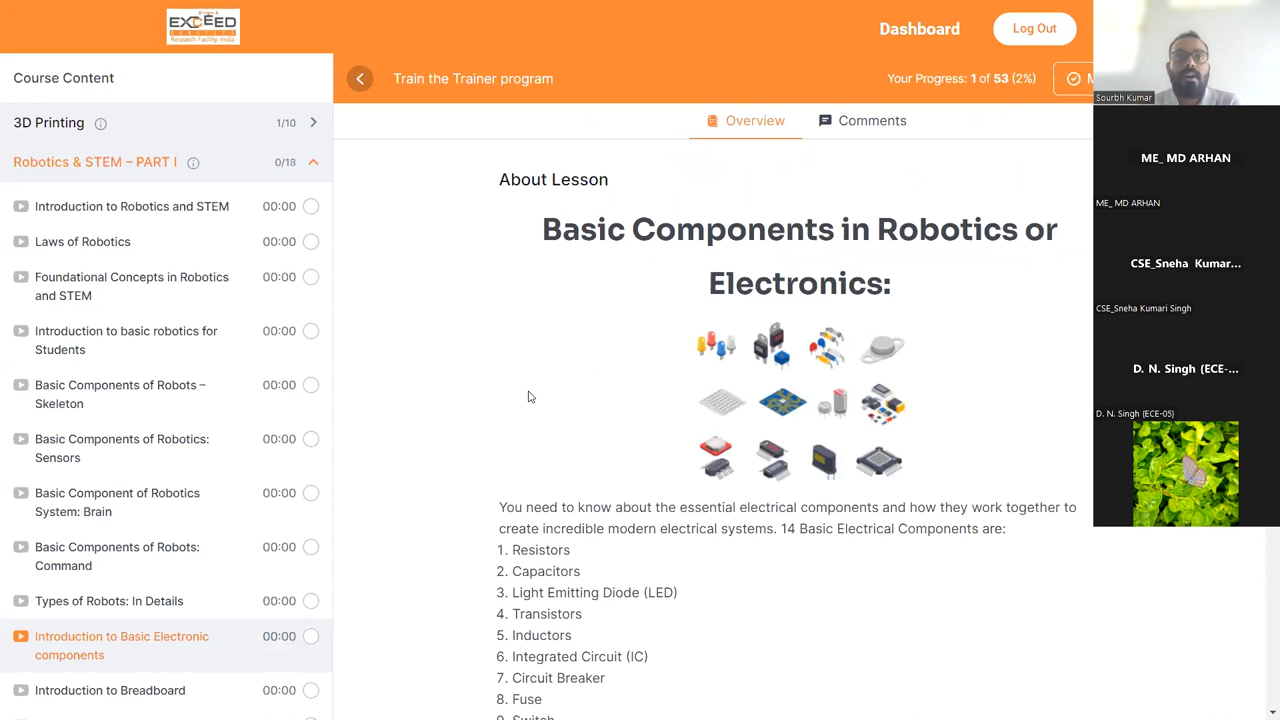 EXCEED
ROBOTICS
Research Facility, India
Dashboard
Log Out
Course Content
Train the Trainer program
Your Progress: 1 of 53 (2%)
M
Sourbh Kumar
3D Printing
1/10
Overview
Comments
Robotics & STEM – PART I
0/18
Introduction to Robotics and STEM
00:00
Laws of Robotics
00:00
Foundational Concepts in Robotics
and STEM
00:00
Introduction to basic robotics for
Students
00:00
Basic Components of Robots –
Skeleton
00:00
Basic Components of Robotics:
Sensors
00:00
Basic Component of Robotics
System: Brain
00:00
Basic Components of Robots:
Command
00:00
Types of Robots: In Details
00:00
Introduction to Basic Electronic
components
00:00
Introduction to Breadboard
00:00
About Lesson
Basic Components in Robotics or
Electronics:
You need to know about the essential electrical components and how they work together to
create incredible modern electrical systems. 14 Basic Electrical Components are:
1. Resistors
2. Capacitors
3. Light Emitting Diode (LED)
4. Transistors
5. Inductors
6. Integrated Circuit (IC)
7. Circuit Breaker
8. Fuse
9. Switch
ME_ MD ARHAN
ME_ MD ARHAN
CSE_Sneha Kumar...
CSE_Sneha Kumari Singh
D. N. Singh {ECE-...
D. N. Singh {ECE-05}